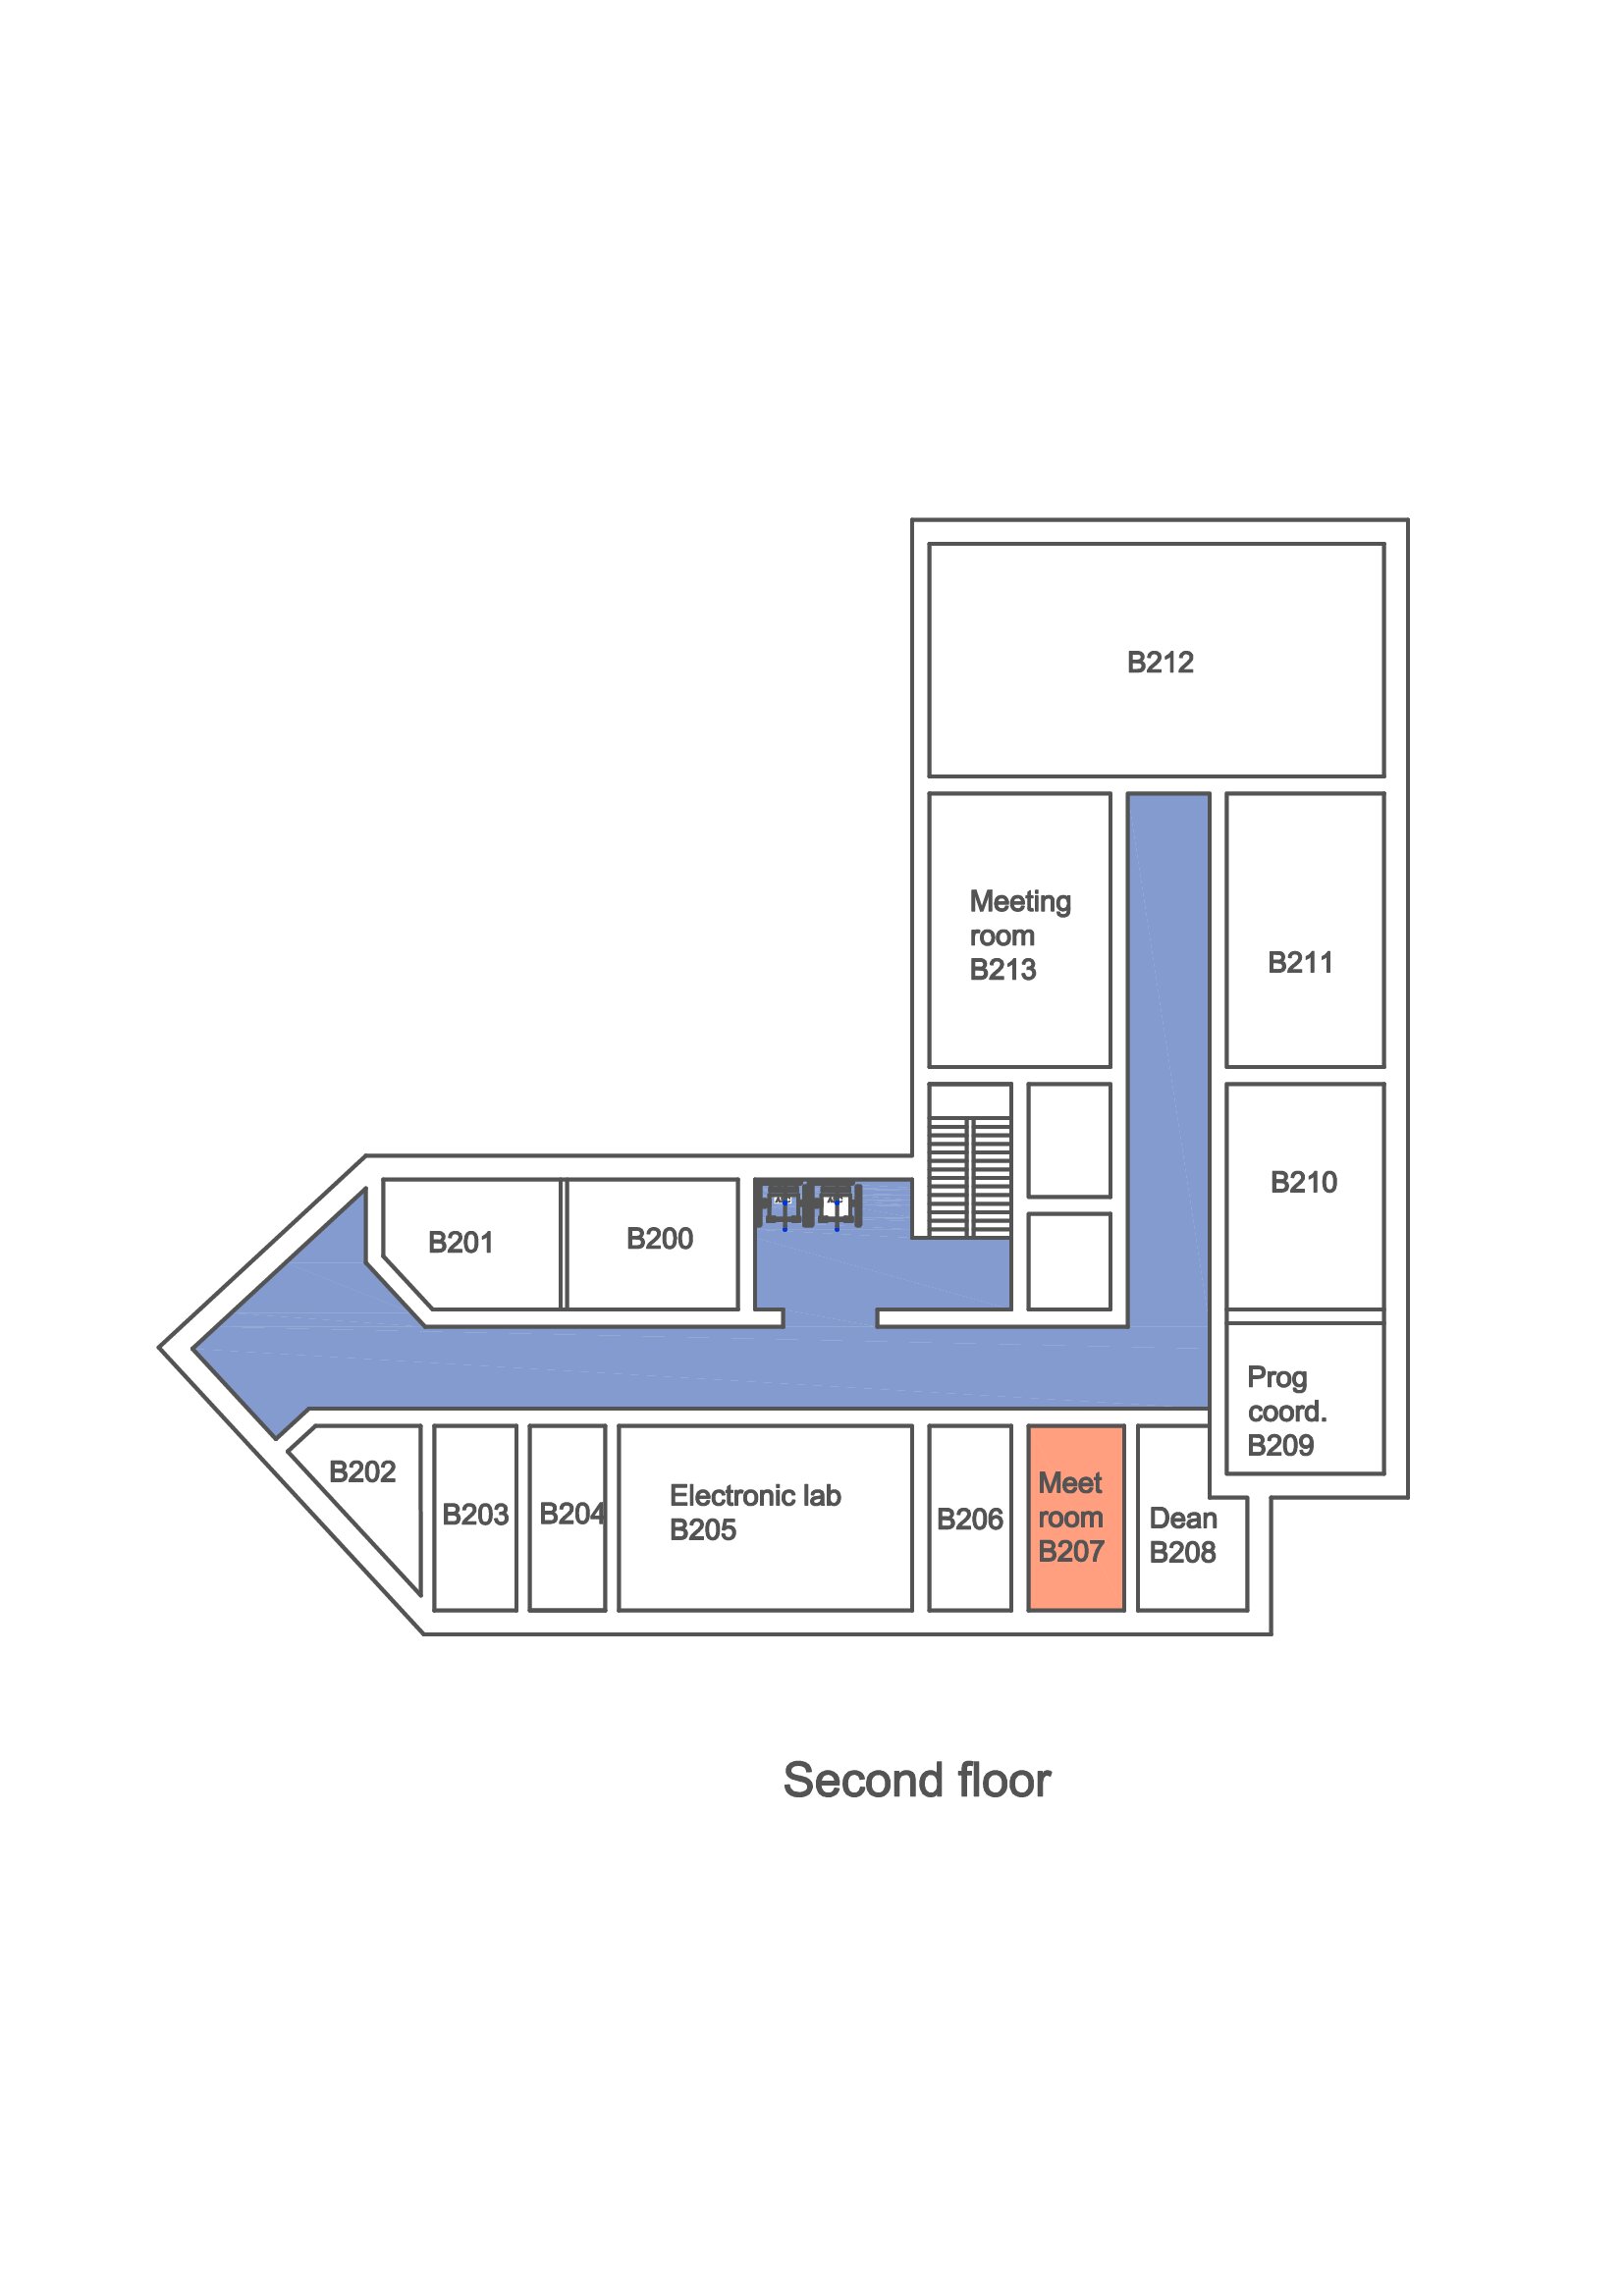 B212
Meeting
room
B213
B211
B210
B201
B200
Prog
coord.
B209
B202
B203
B204
Electronic lab
B205
B206
Meet
room
B207
Dean
B208
Second floor